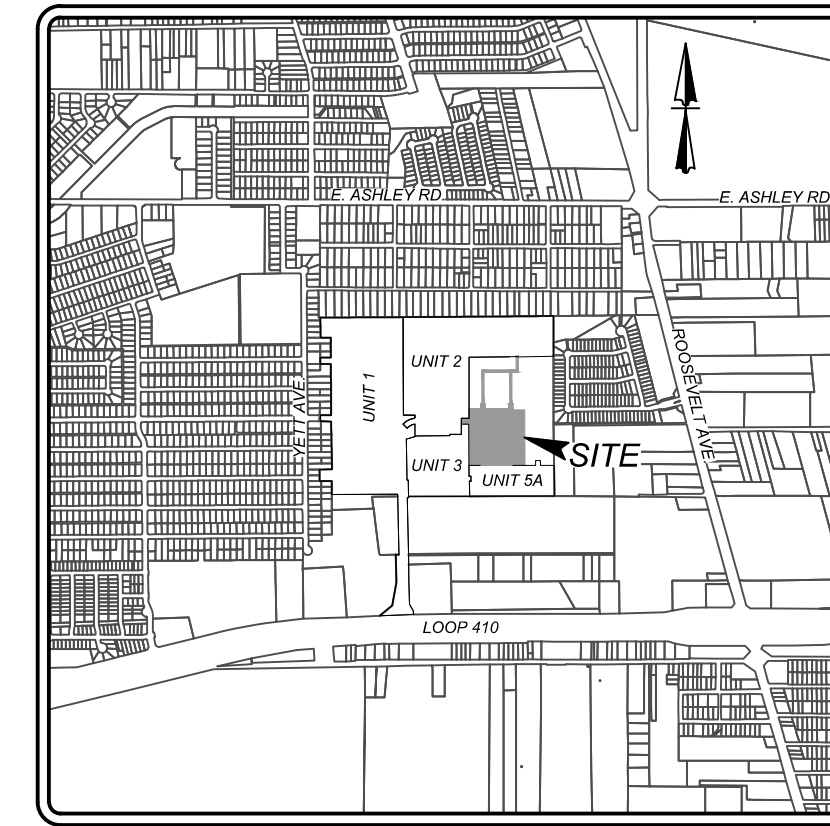 E. ASHLEY RD.
E. ASHLEY RD
ROOSEVELT AVE.
UNIT 2
UNIT 1
YETT AVE.
SITE
UNIT 3
UNIT 5A
LOOP 410